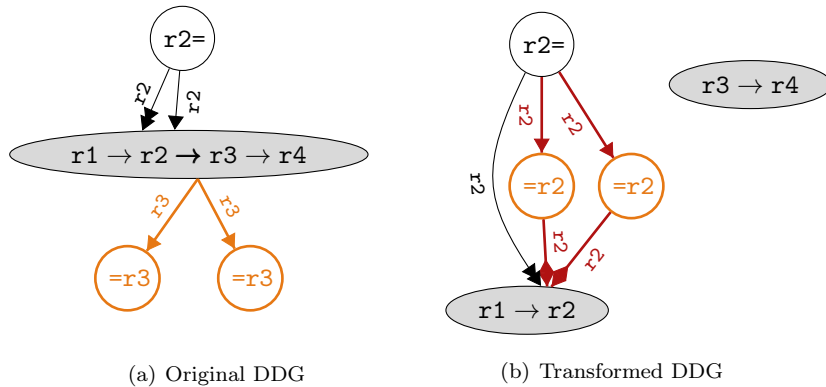 r2=
r2 r2
r1 → r2 → r3 → r4
r3 r3
=r3 =r3
(a) Original DDG
r2=
r3 → r4
r2 r2
r2
=r2 =r2
r2 r2
r1 → r2
(b) Transformed DDG